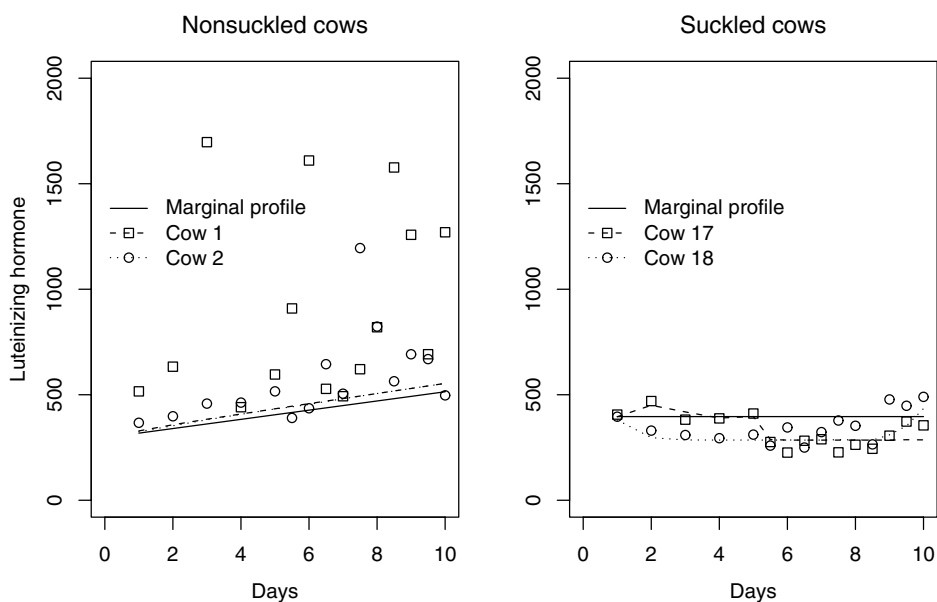 Nonsuckled cows
Luteinizing hormone
2000
1500
1000
500
0
Marginal profile
Cow 1
Cow 2
0 2 4 6 8 10
Days
Suckled cows
2000
1500
1000
500
0
Marginal profile
Cow 17
Cow 18
0 2 4 6 8 10
Days